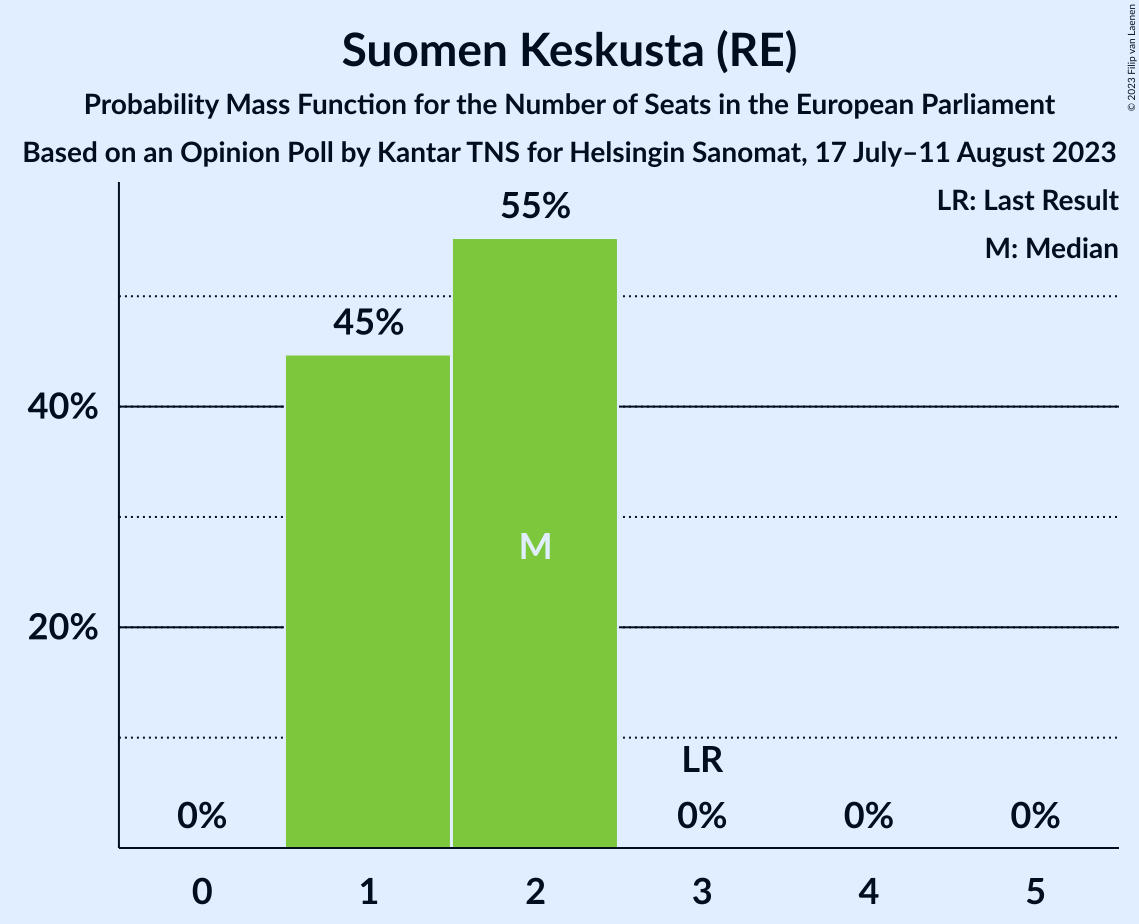 Suomen Keskusta (RE)
Probability Mass Function for the Number of Seats in the European Parliament
Based on an Opinion Poll by Kantar TNS for Helsingin Sanomat, 17 July–11 August 2023
© 2023 Filip van Laenen
LR: Last Result
M: Median
55%
45%
40%
M
20%
LR
0%
0%
0%
0%
0 1 2 3 4 5